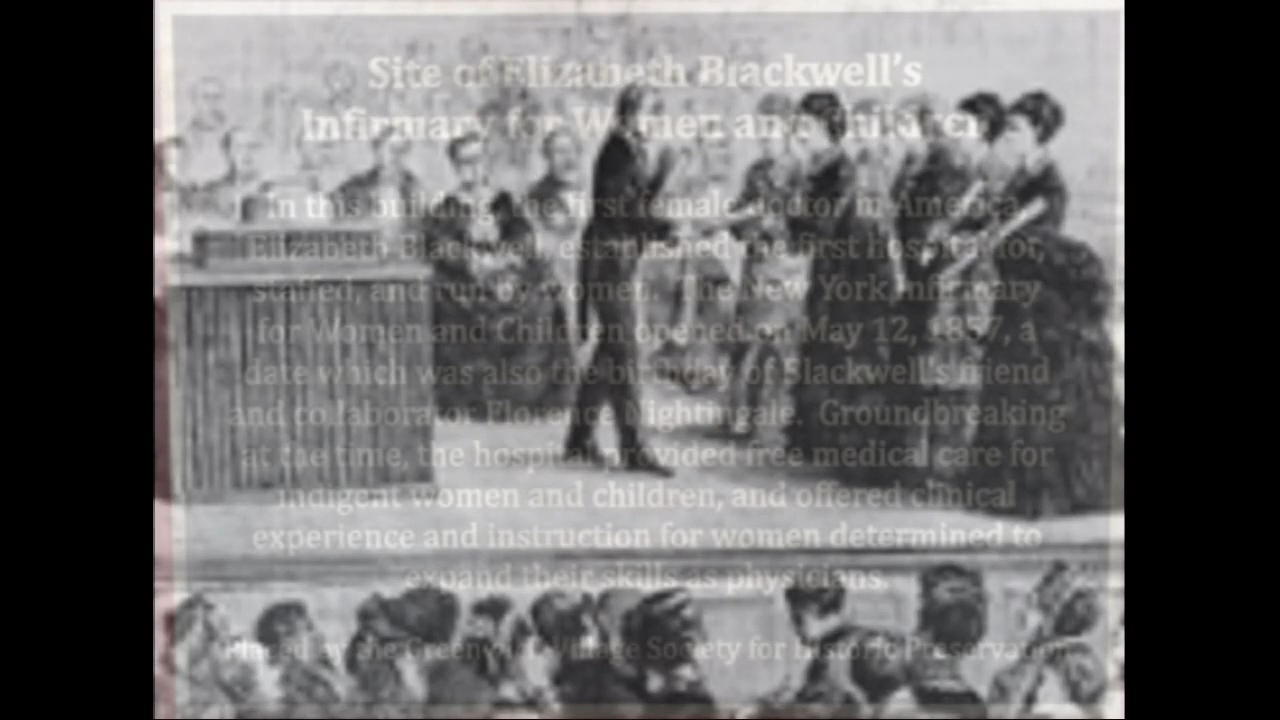 Site of Elizabeth Blackwell's
Infirmary for Women and Children
In this building, the first female doctor in America,
Elizabeth Blackwell, established the first hospital for,
staffed, and run by women. The New York Infirmary
for Women and Children opened on May 12, 1857, a
date which was also the birthday of Blackwell's friend
and collaborator Florence Nightingale. Groundbreaking
at the time, the hospital provided free medical care for
indigent women and children, and offered clinical
experience and instruction for women determined to
expand their skills as physicians.
Placed by the Greenwich Village Society for Historic Preservation